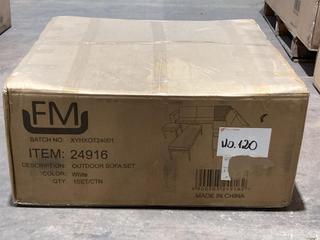 FM
BATCH NO.: XYHXOT24001
ITEM: 24916
DESCRIPTION: OUTDOOR SOFA SET
COLOR: White
QTY: 1SET/CTN
No. 120
MADE IN CHINA